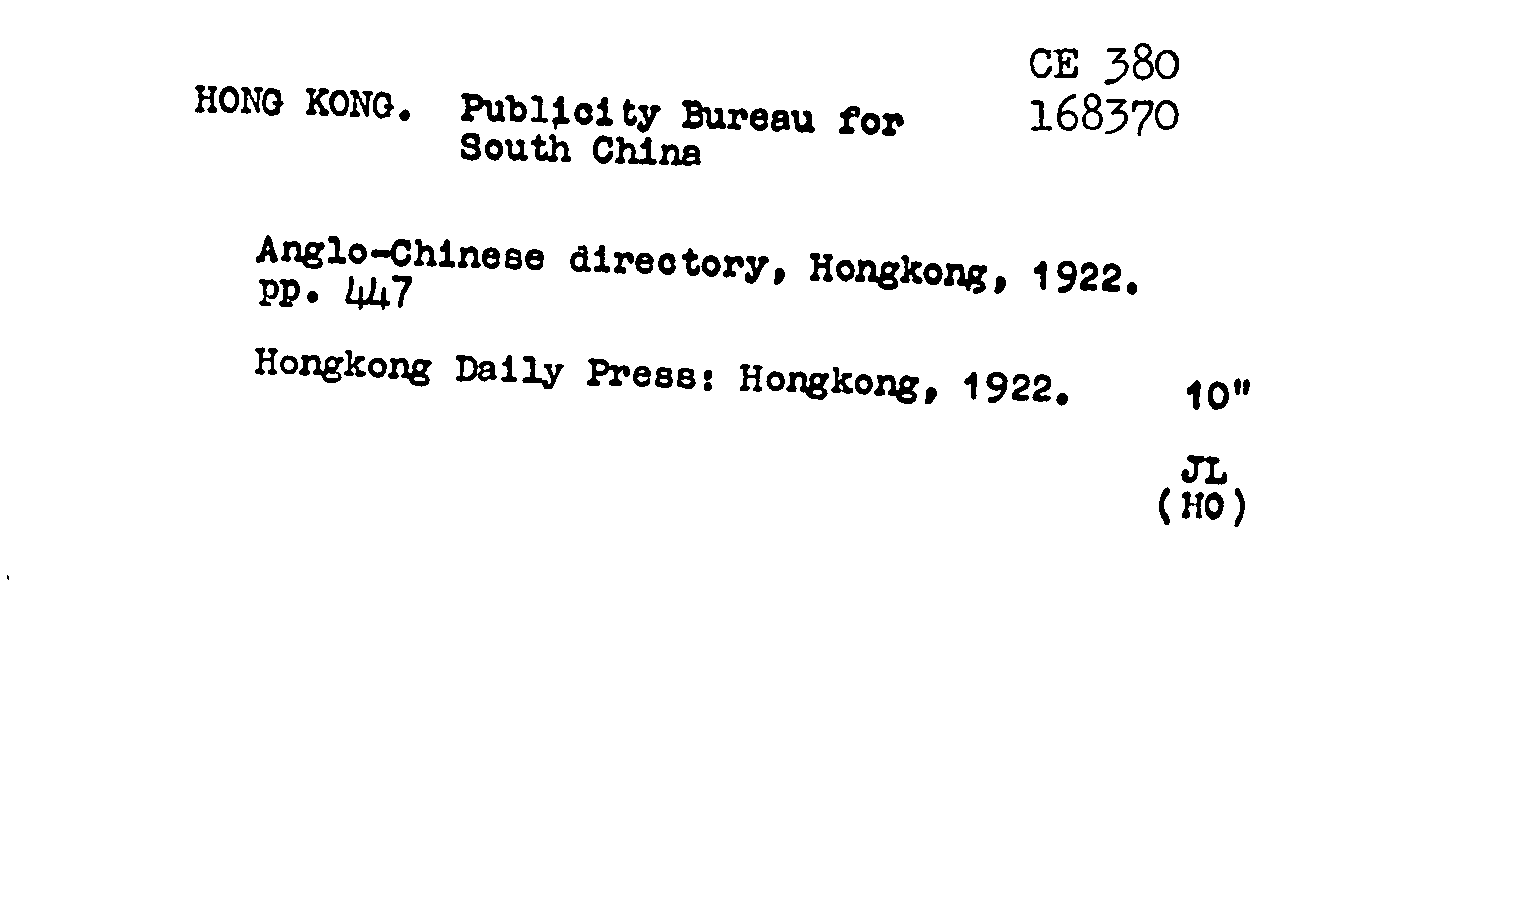 CE 380
HONG KONG. Publicity Bureau for 168370
South China
Anglo-Chinese directory, Hongkong, 1922.
pp. 447
Hongkong Daily Press: Hongkong, 1922. 10"
JL
(HO)